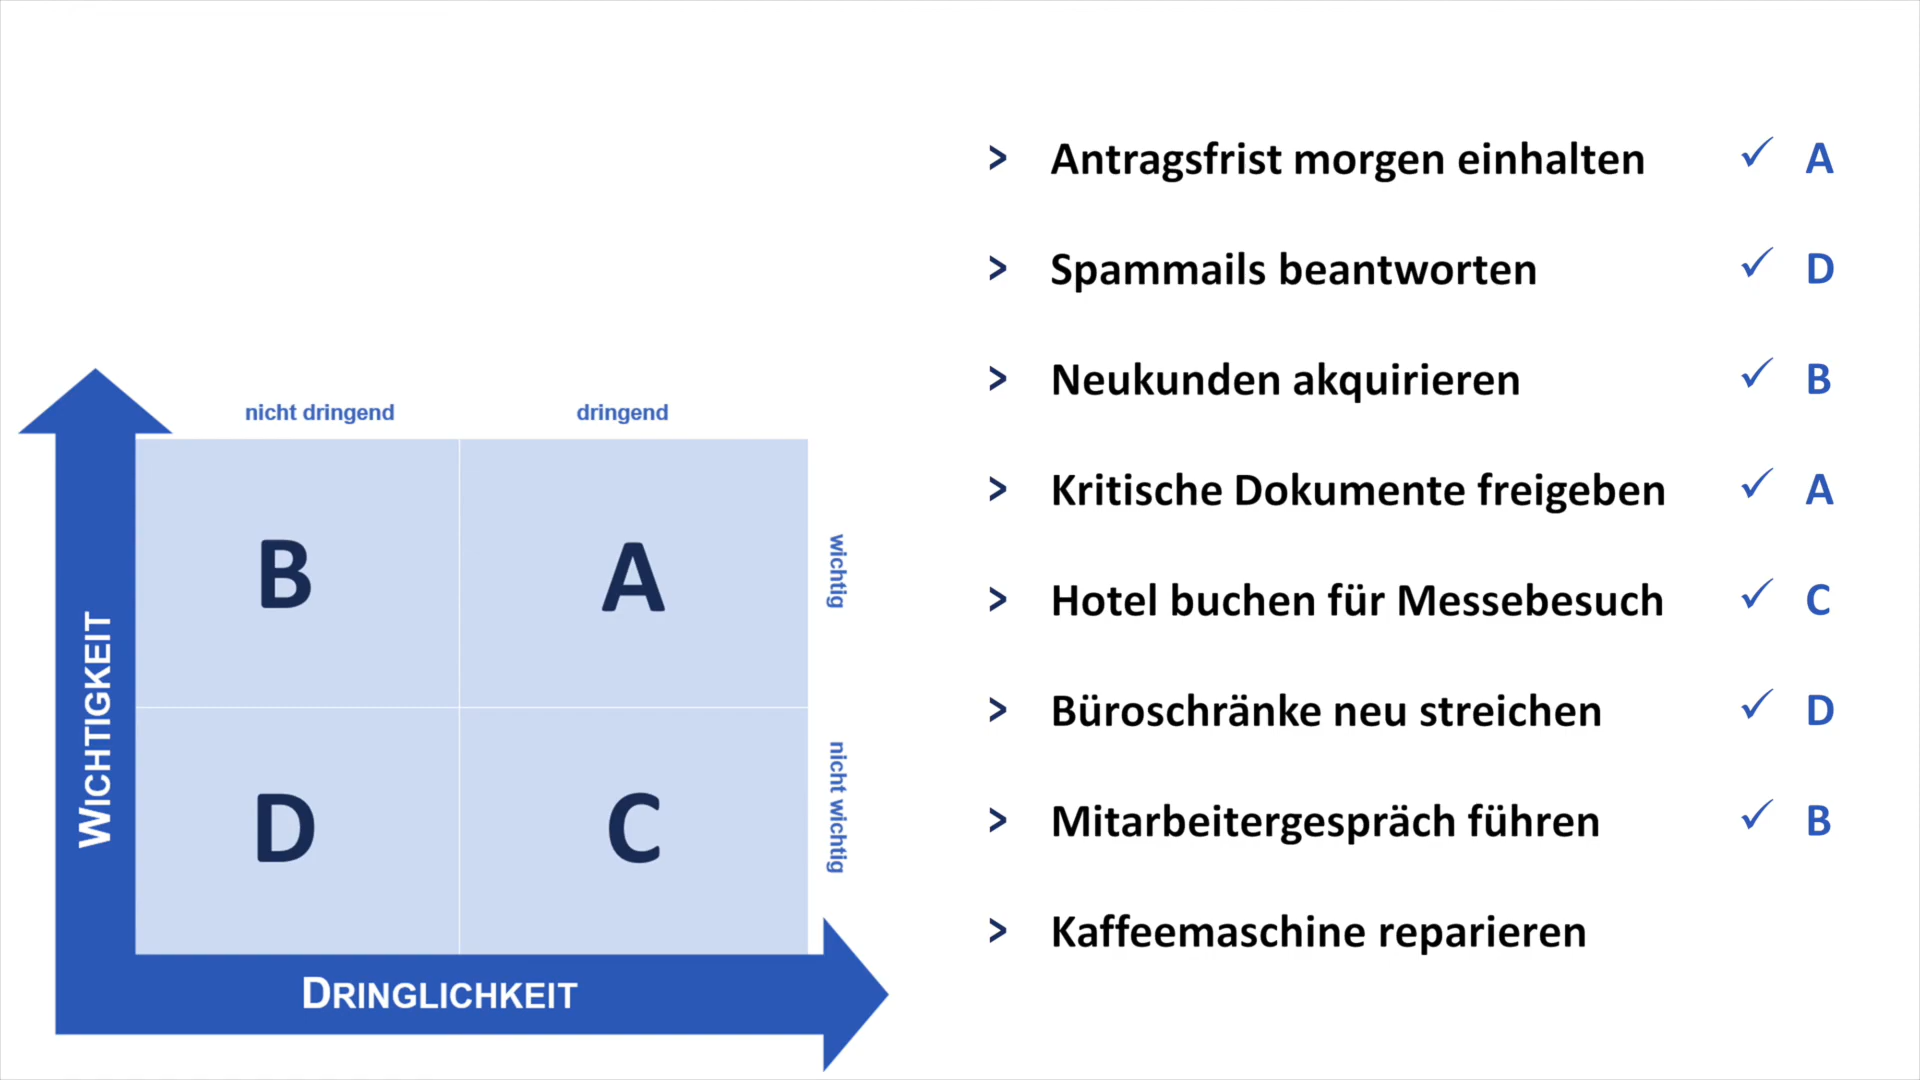 > Antragsfrist morgen einhalten ✓ A
> Spammails beantworten ✓ D
> Neukunden akquirieren ✓ B
> Kritische Dokumente freigeben ✓ A
> Hotel buchen für Messebesuch ✓ C
> Büroschränke neu streichen ✓ D
> Mitarbeitergespräch führen ✓ B
> Kaffeemaschine reparieren
nicht dringend dringend
B A
wichtig
D C
nicht wichtig
WICHTIGKEIT
DRINGLICHKEIT